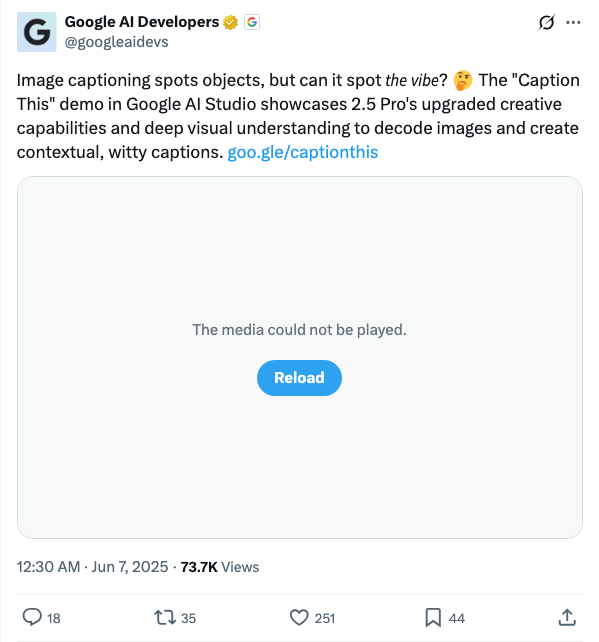 Google AI Developers
@googleaidevs
Image captioning spots objects, but can it spot the vibe? 🤔 The "Caption
This" demo in Google AI Studio showcases 2.5 Pro's upgraded creative
capabilities and deep visual understanding to decode images and create
contextual, witty captions. goo.gle/captionthis
The media could not be played.
Reload
12:30 AM · Jun 7, 2025 · 73.7K Views
18 35 251 44